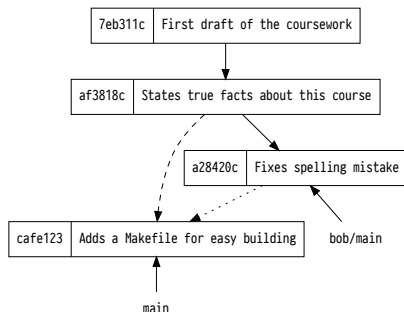 7eb311c First draft of the coursework
af3818c States true facts about this course
a28420c Fixes spelling mistake
cafe123 Adds a Makefile for easy building
bob/main
main